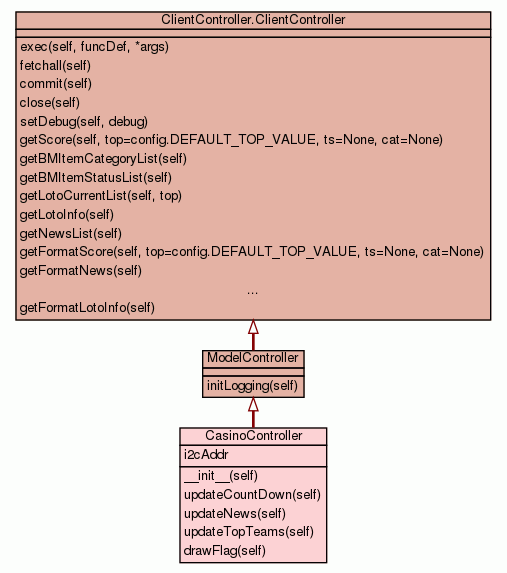 ClientController.ClientController
exec(self, funcDef, *args)
fetchall(self)
commit(self)
close(self)
setDebug(self, debug)
getScore(self, top=config.DEFAULT_TOP_VALUE, ts=None, cat=None)
getBMItemCategoryList(self)
getBMItemStatusList(self)
getLotoCurrentList(self, top)
getLotoInfo(self)
getNewsList(self)
getFormatScore(self, top=config.DEFAULT_TOP_VALUE, ts=None, cat=None)
getFormatNews(self)
...
getFormatLotoInfo(self)
ModelController
initLogging(self)
CasinoController
i2cAddr
__init__(self)
updateCountDown(self)
updateNews(self)
updateTopTeams(self)
drawFlag(self)